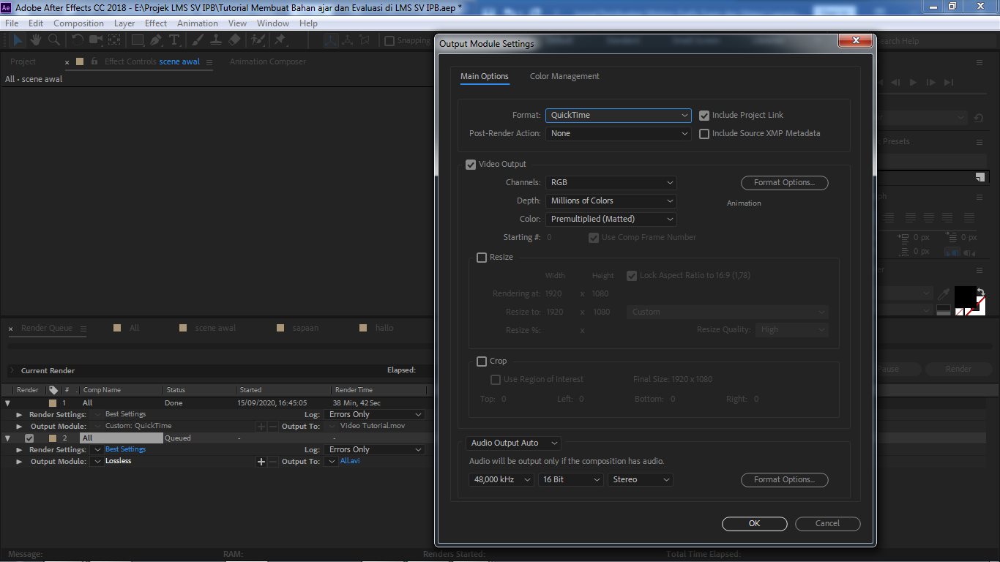 Adobe After Effects CC 2018 - E:\Projek LMS SV IPB\Tutorial Membuat Bahan ajar dan Evaluasi di LMS SV IPB.aep *
File Edit Composition Layer Effect Animation View Window Help
Snapping
Search Help
Project
Effect Controls scene awal
Animation Composer
All • scene awal
Presets
0 px 0 px
0 px
Output Module Settings
Main Options Color Management
Format: QuickTime Include Project Link
Post-Render Action: None Include Source XMP Metadata
Video Output
Channels: RGB Format Options...
Depth: Millions of Colors Animation
Color: Premultiplied (Matted)
Starting #: 0 Use Comp Frame Number
Resize
Width Height Lock Aspect Ratio to 16:9 (1,78)
Rendering at: 1920 x 1080
Resize to: 1920 x 1080 Custom
Resize %: x Resize Quality: High
Crop
Use Region of Interest Final Size: 1920 x 1080
Top: 0 Left: 0 Bottom: 0 Right: 0
Audio Output Auto
Audio will be output only if the composition has audio.
48,000 kHz 16 Bit Stereo Format Options...
OK Cancel
Render Queue All scene awal sapaan hallo
Current Render Elapsed: Pause Render
Render # Comp Name Status Started Render Time
1 All Done 15/09/2020, 16:45:05 38 Min, 42 Sec
Render Settings: Best Settings Log: Errors Only
Output Module: Custom: QuickTime Output To: Video Tutorial.mov
2 All Queued - -
Render Settings: Best Settings Log: Errors Only
Output Module: Lossless Output To: All.avi
Message: RAM: Renders Started: Total Time Elapsed: